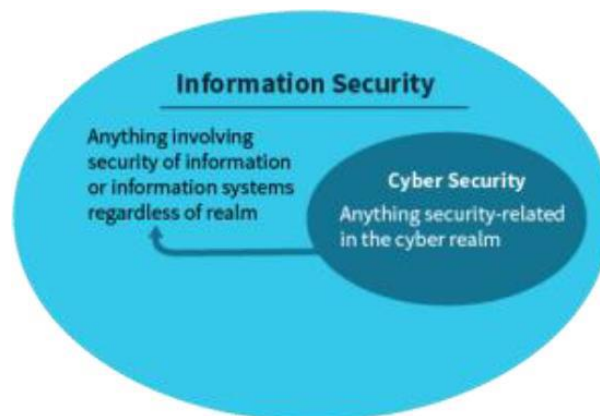 Information Security
Anything involving
security of information
or information systems
regardless of realm
Cyber Security
Anything security-related
in the cyber realm